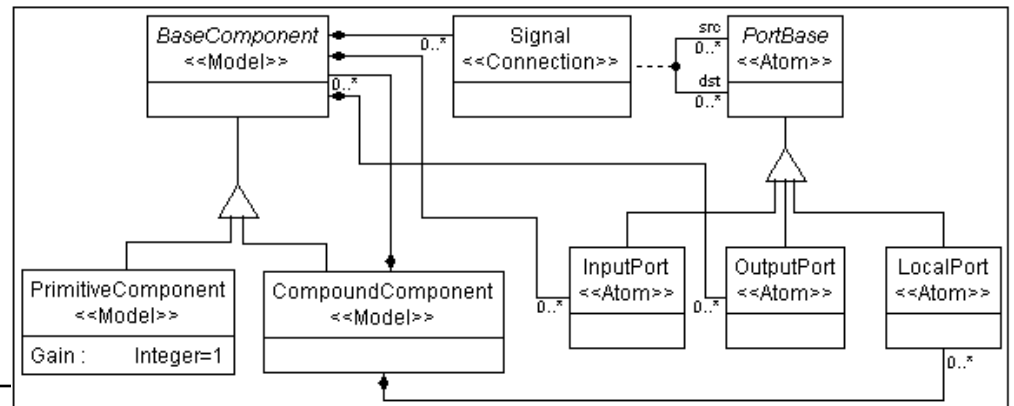 BaseComponent
<<Model>>
0..*
0..*
Signal
<<Connection>>
src
0..*
dst
0..*
PortBase
<<Atom>>
PrimitiveComponent
<<Model>>
Gain : Integer=1
CompoundComponent
<<Model>>
InputPort
<<Atom>>
0..*
OutputPort
<<Atom>>
0..*
LocalPort
<<Atom>>
0..*